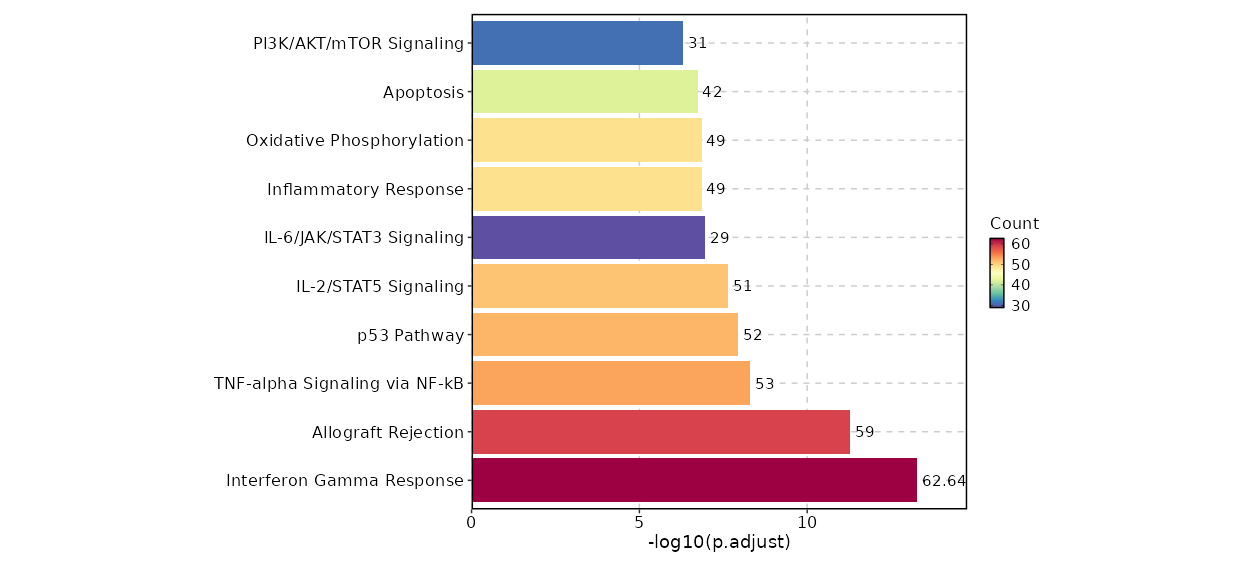 PI3K/AKT/mTOR Signaling 31
Apoptosis 42
Oxidative Phosphorylation 49
Inflammatory Response 49
IL-6/JAK/STAT3 Signaling 29
IL-2/STAT5 Signaling 51
p53 Pathway 52
TNF-alpha Signaling via NF-kB 53
Allograft Rejection 59
Interferon Gamma Response 62.64
0 5 10
-log10(p.adjust)
Count
60
50
40
30